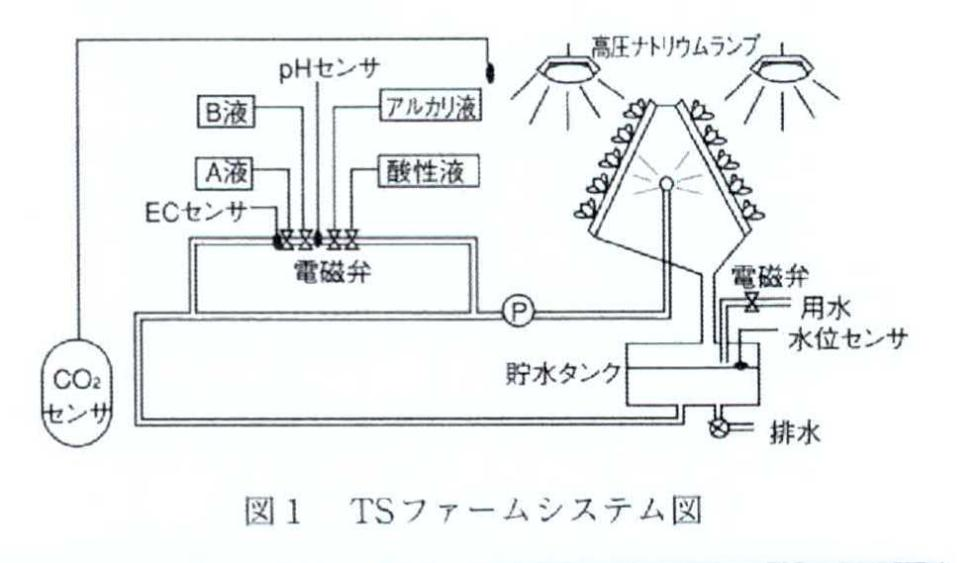 高圧ナトリウムランプ
pHセンサ
B液
アルカリ液
A液
酸性液
ECセンサ
電磁弁
P
電磁弁
用水
水位センサ
貯水タンク
CO₂
センサ
排水
図1 TSファームシステム図